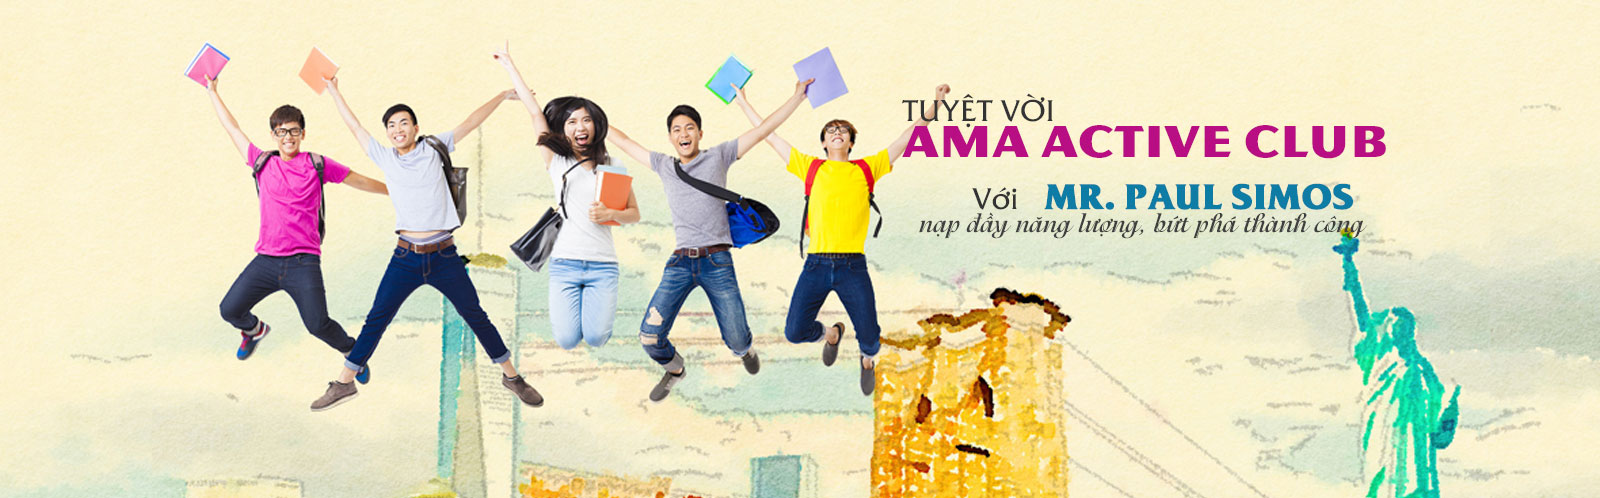 TUYỆT VỜI
AMA ACTIVE CLUB
Với MR. PAUL SIMOS
nạp đầy năng lượng, bứt phá thành công